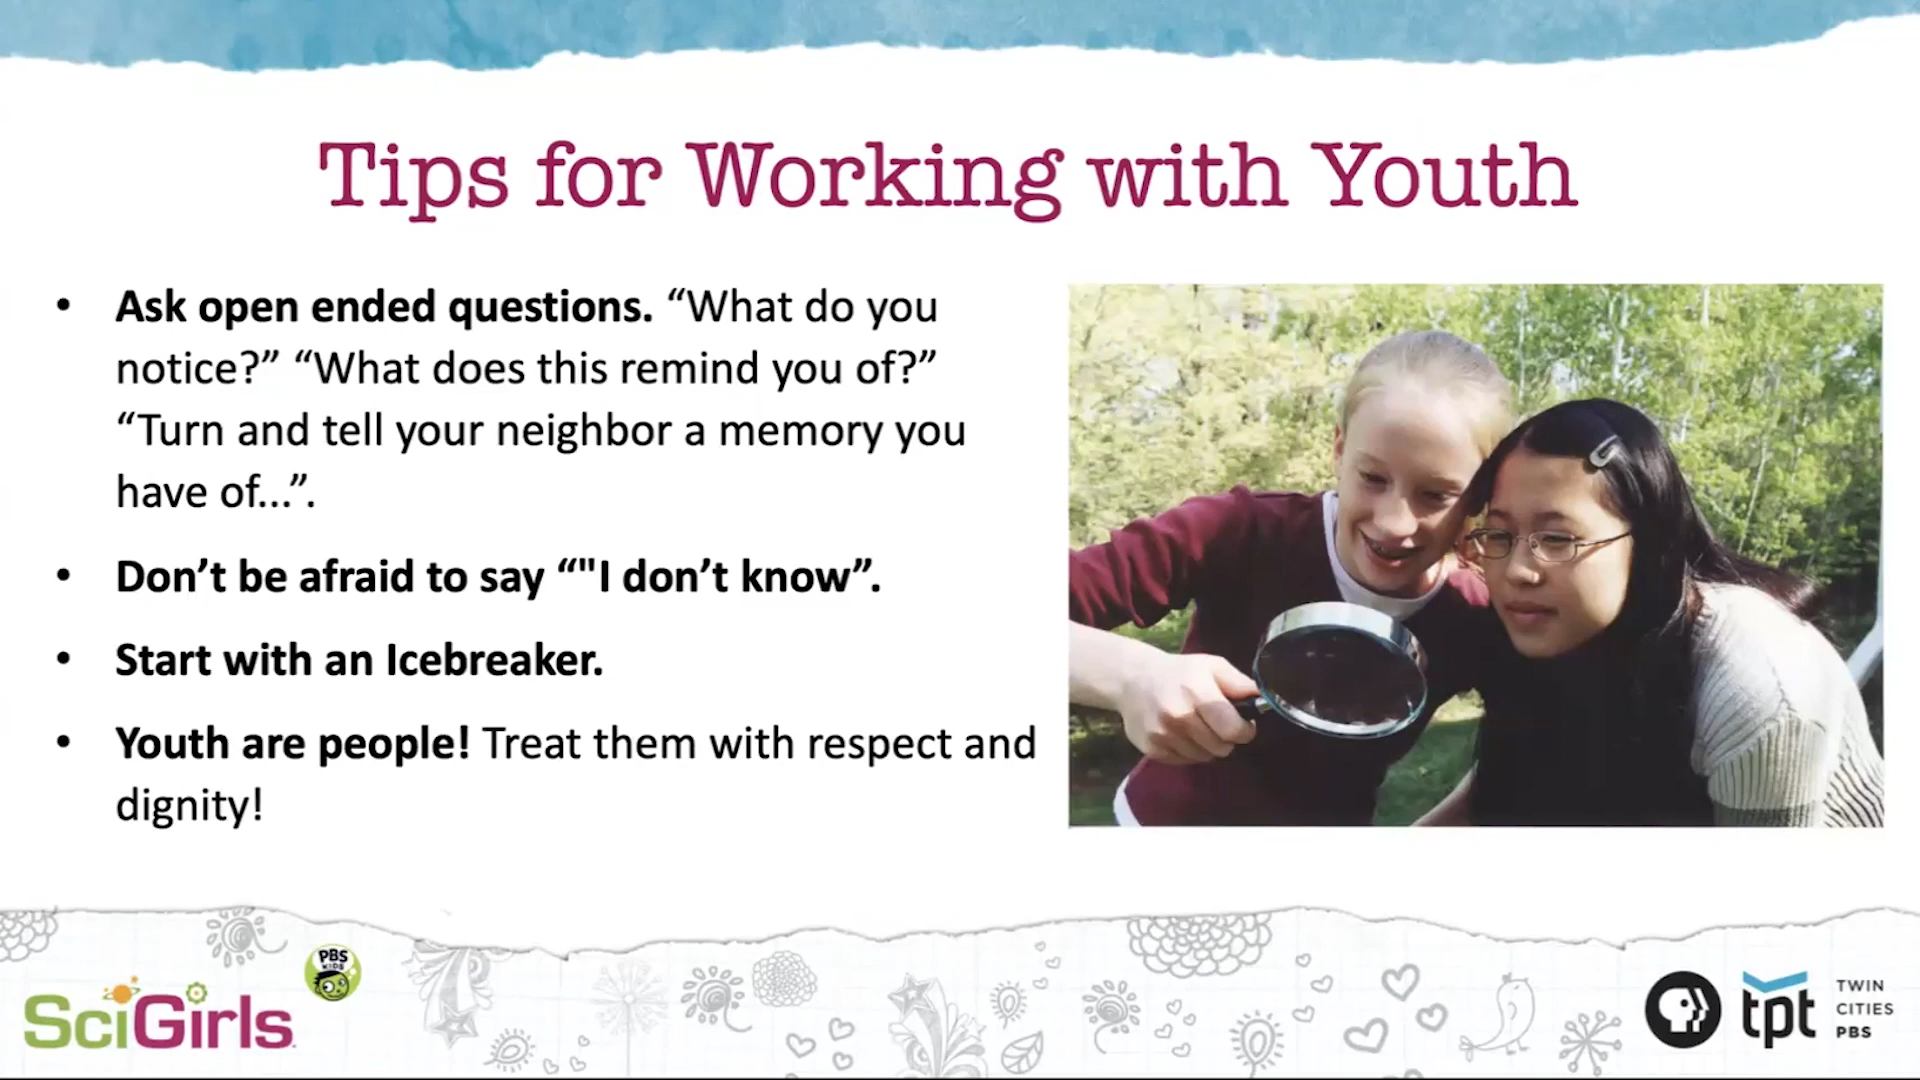 Tips for Working with Youth
• Ask open ended questions. “What do you
notice?” “What does this remind you of?”
“Turn and tell your neighbor a memory you
have of...”.
• Don’t be afraid to say “"I don’t know”.
• Start with an Icebreaker.
• Youth are people! Treat them with respect and
dignity!
PBS
KIDS
SciGirls
tpt
TWIN
CITIES
PBS